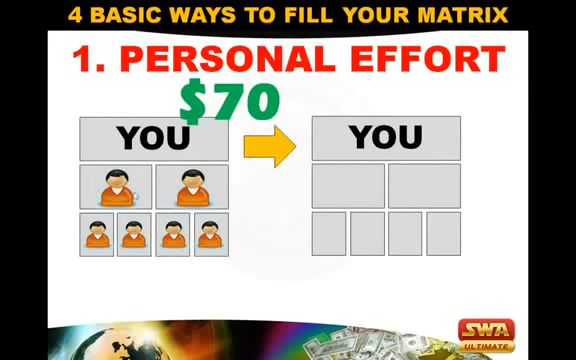 4 BASIC WAYS TO FILL YOUR MATRIX
1. PERSONAL EFFORT
$70
YOU
YOU
SWA
ULTIMATE